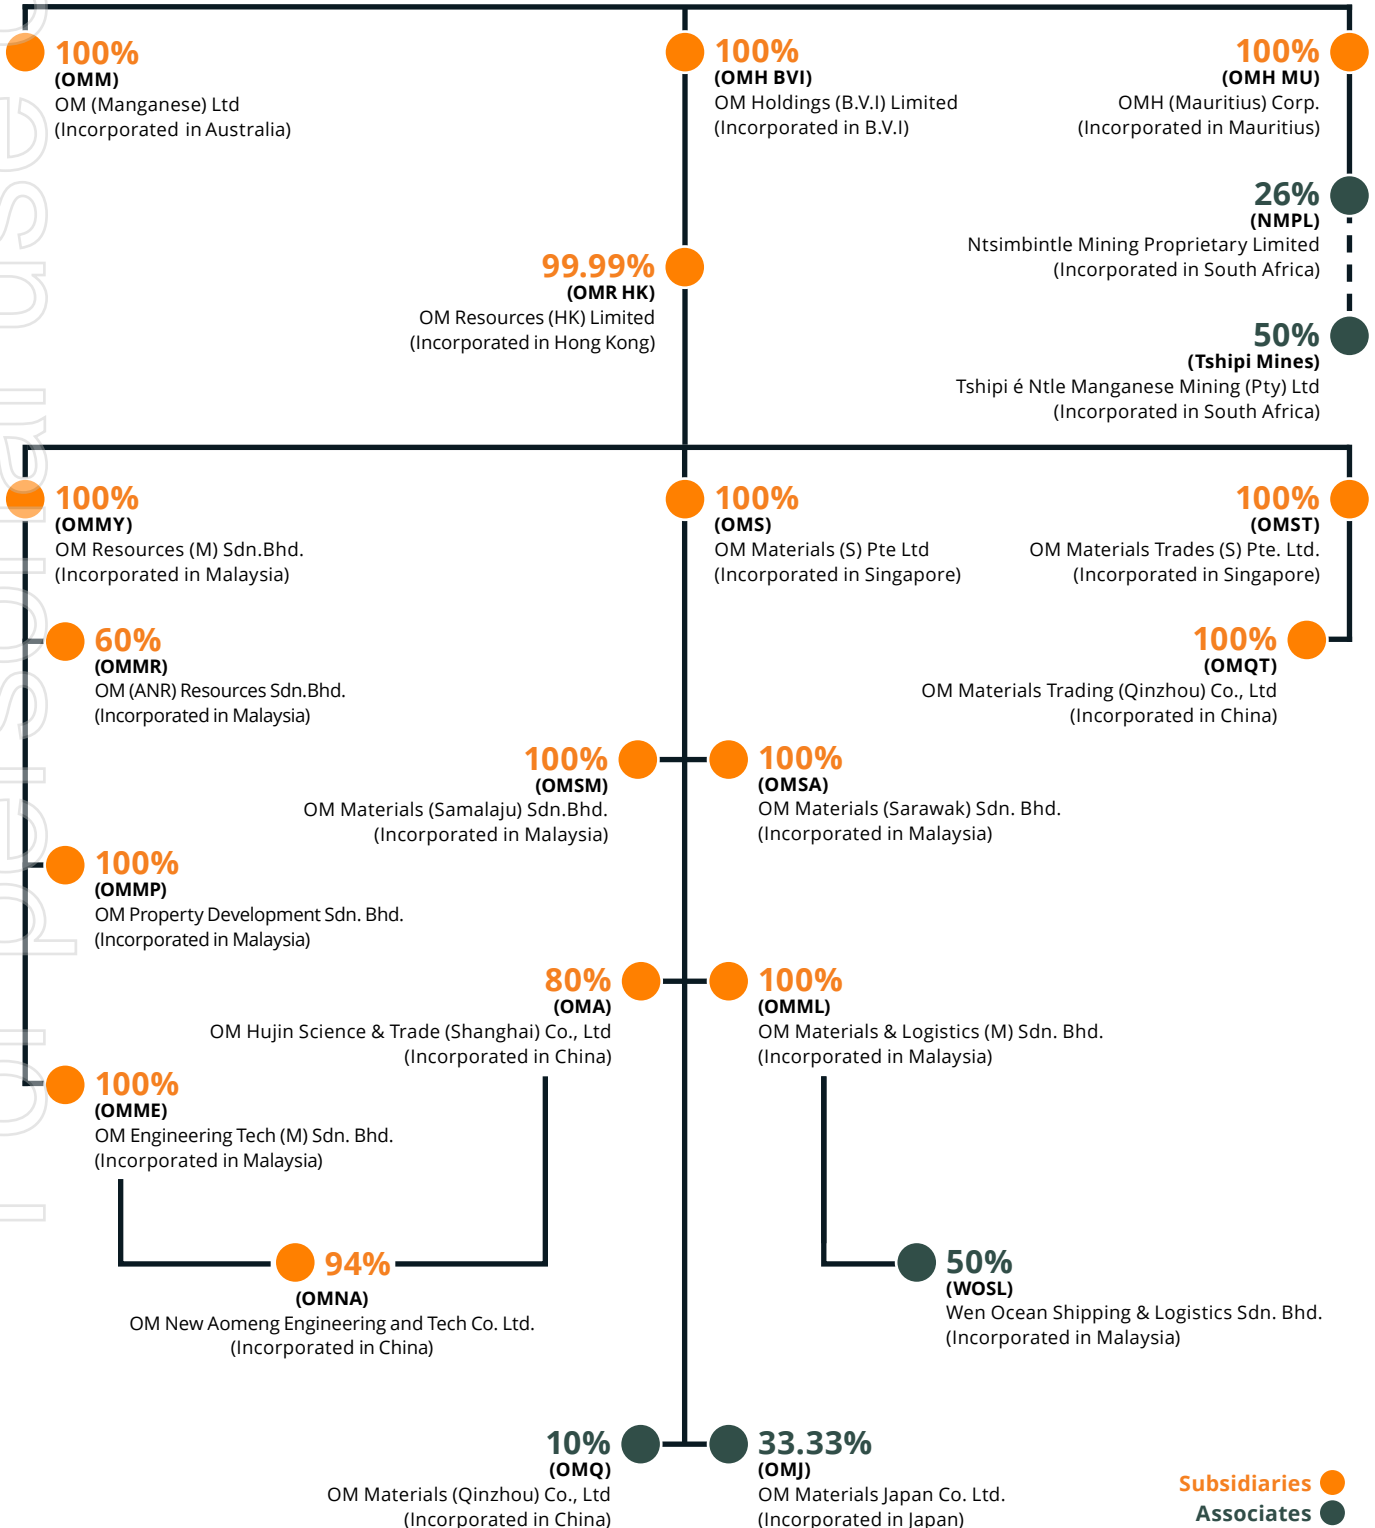 100%
(OMM)
OM (Manganese) Ltd
(Incorporated in Australia)
100%
(OMH BVI)
OM Holdings (B.V.I) Limited
(Incorporated in B.V.I)
100%
(OMH MU)
OMH (Mauritius) Corp.
(Incorporated in Mauritius)
26%
(NMPL)
Ntsimbintle Mining Proprietary Limited
(Incorporated in South Africa)
99.99%
(OMR HK)
OM Resources (HK) Limited
(Incorporated in Hong Kong)
50%
(Tshipi Mines)
Tshipi é Ntle Manganese Mining (Pty) Ltd
(Incorporated in South Africa)
100%
(OMMY)
OM Resources (M) Sdn.Bhd.
(Incorporated in Malaysia)
100%
(OMS)
OM Materials (S) Pte Ltd
(Incorporated in Singapore)
100%
(OMST)
OM Materials Trades (S) Pte. Ltd.
(Incorporated in Singapore)
60%
(OMMR)
OM (ANR) Resources Sdn.Bhd.
(Incorporated in Malaysia)
100%
(OMQT)
OM Materials Trading (Qinzhou) Co., Ltd
(Incorporated in China)
100%
(OMSM)
OM Materials (Samalaju) Sdn.Bhd.
(Incorporated in Malaysia)
100%
(OMSA)
OM Materials (Sarawak) Sdn. Bhd.
(Incorporated in Malaysia)
100%
(OMMP)
OM Property Development Sdn. Bhd.
(Incorporated in Malaysia)
80%
(OMA)
OM Hujin Science & Trade (Shanghai) Co., Ltd
(Incorporated in China)
100%
(OMML)
OM Materials & Logistics (M) Sdn. Bhd.
(Incorporated in Malaysia)
100%
(OMME)
OM Engineering Tech (M) Sdn. Bhd.
(Incorporated in Malaysia)
94%
(OMNA)
OM New Aomeng Engineering and Tech Co. Ltd.
(Incorporated in China)
50%
(WOSL)
Wen Ocean Shipping & Logistics Sdn. Bhd.
(Incorporated in Malaysia)
10%
(OMQ)
OM Materials (Qinzhou) Co., Ltd
(Incorporated in China)
33.33%
(OMJ)
OM Materials Japan Co. Ltd.
(Incorporated in Japan)
Subsidiaries
Associates